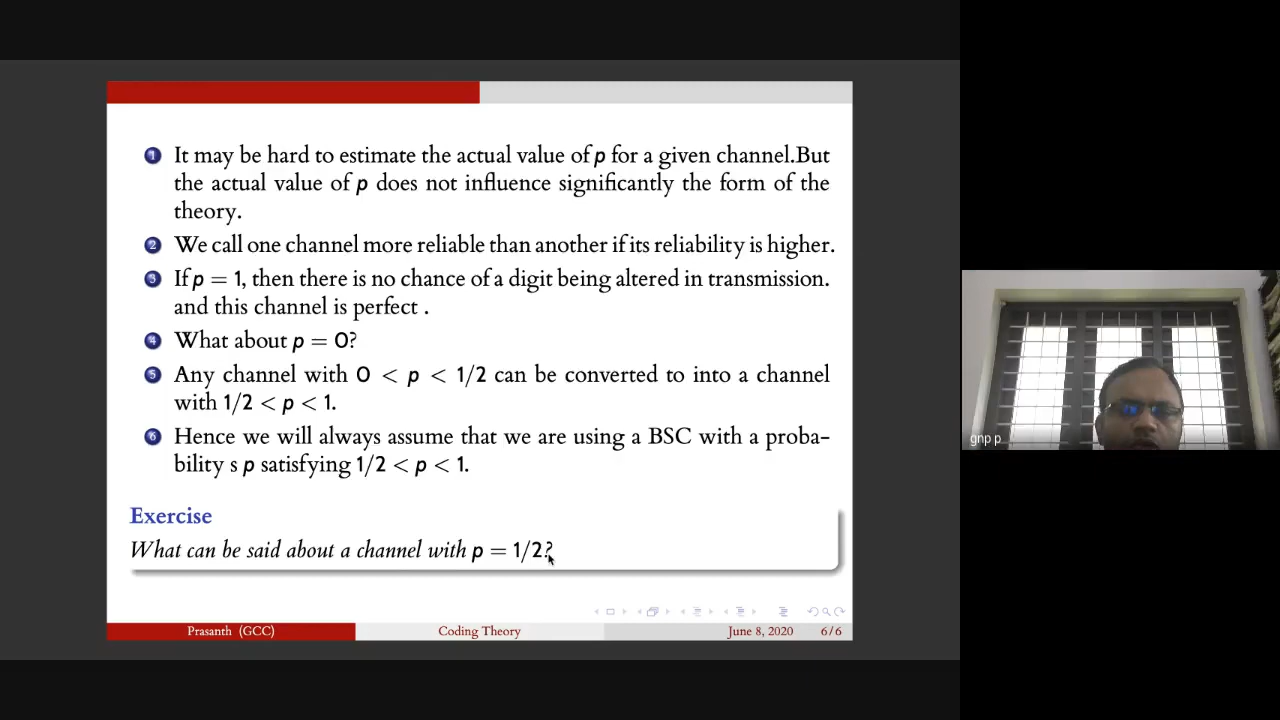 1 It may be hard to estimate the actual value of p for a given channel.But
the actual value of p does not influence significantly the form of the
theory.
2 We call one channel more reliable than another if its reliability is higher.
3 If p = 1, then there is no chance of a digit being altered in transmission.
and this channel is perfect .
4 What about p = 0?
5 Any channel with 0 < p < 1/2 can be converted to into a channel
with 1/2 < p < 1.
6 Hence we will always assume that we are using a BSC with a proba-
bility s p satisfying 1/2 < p < 1.
Exercise
What can be said about a channel with p = 1/2?
Prasanth (GCC) Coding Theory June 8, 2020 6/6
gnp p